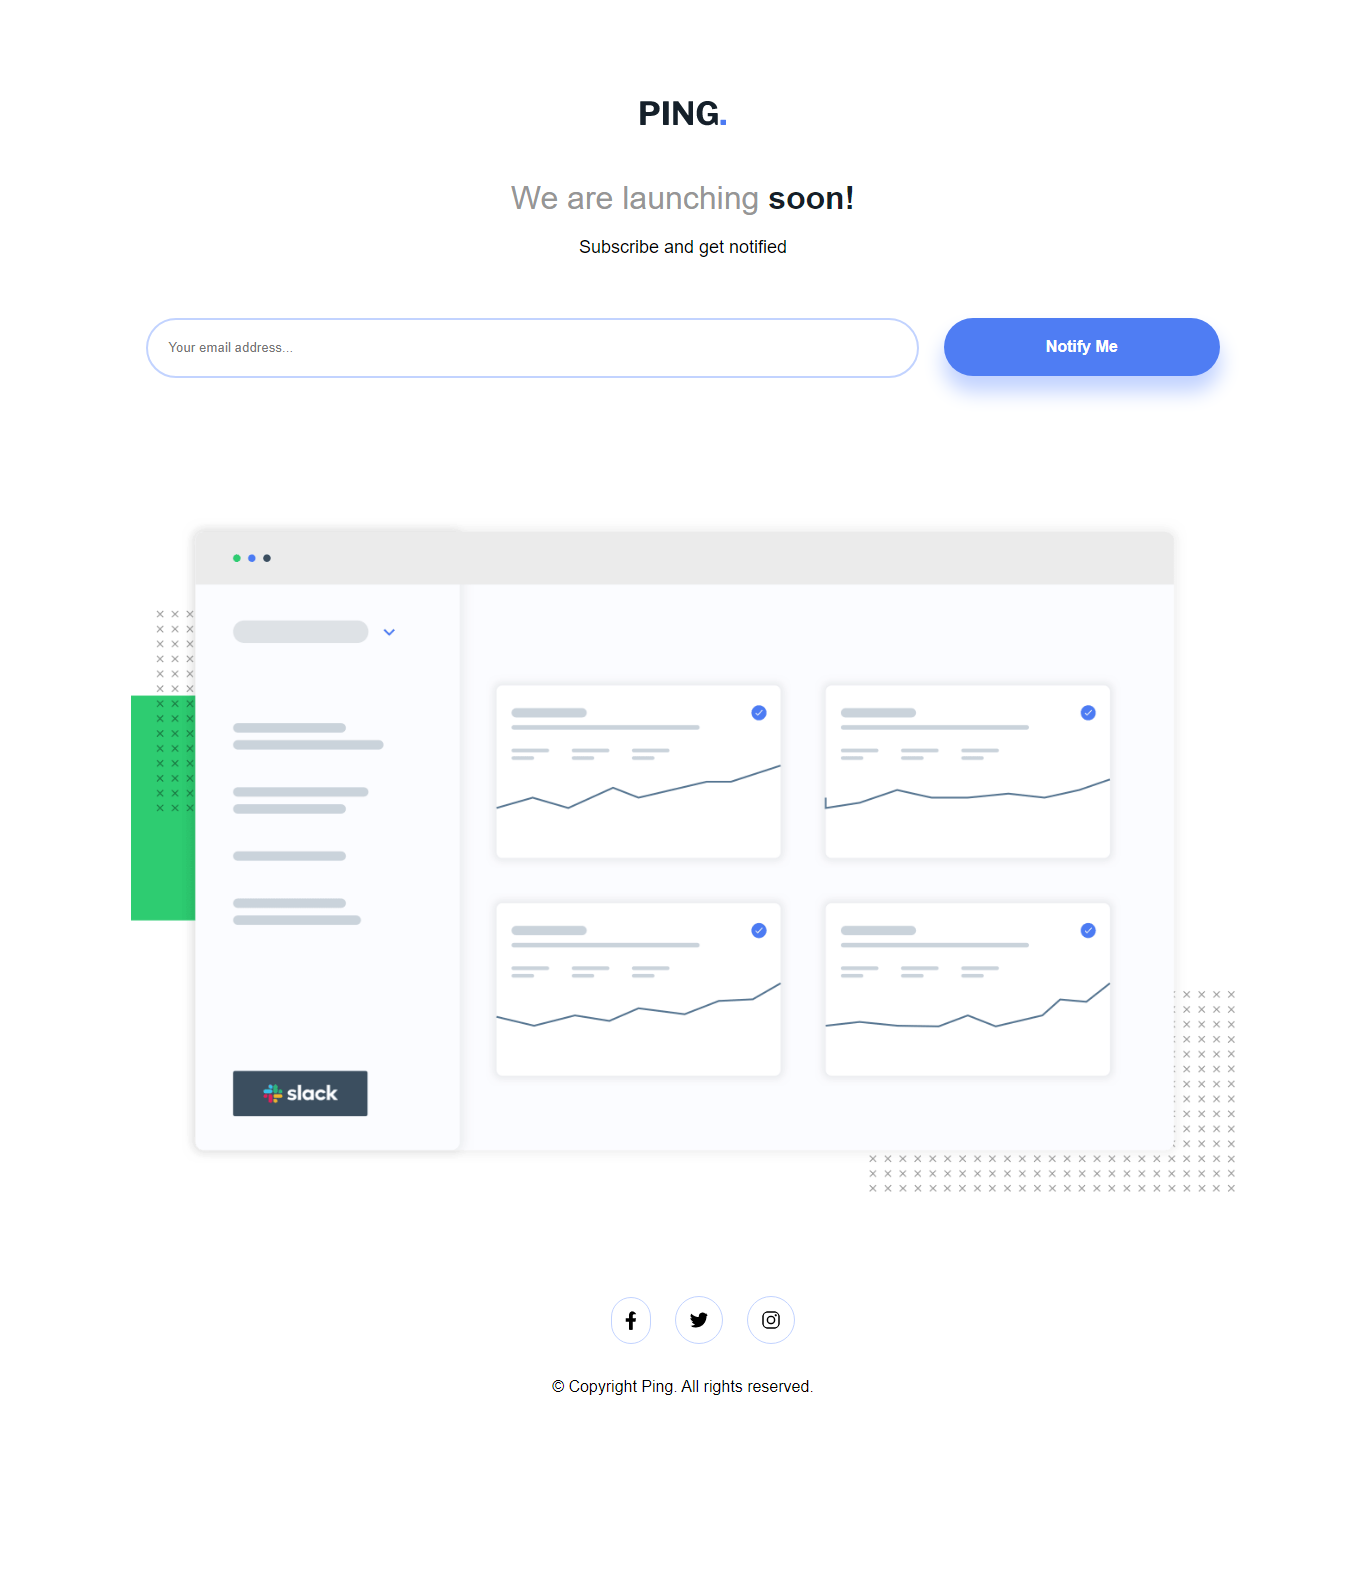 PING.
We are launching soon!
Subscribe and get notified
Your email address...
Notify Me
slack
© Copyright Ping. All rights reserved.